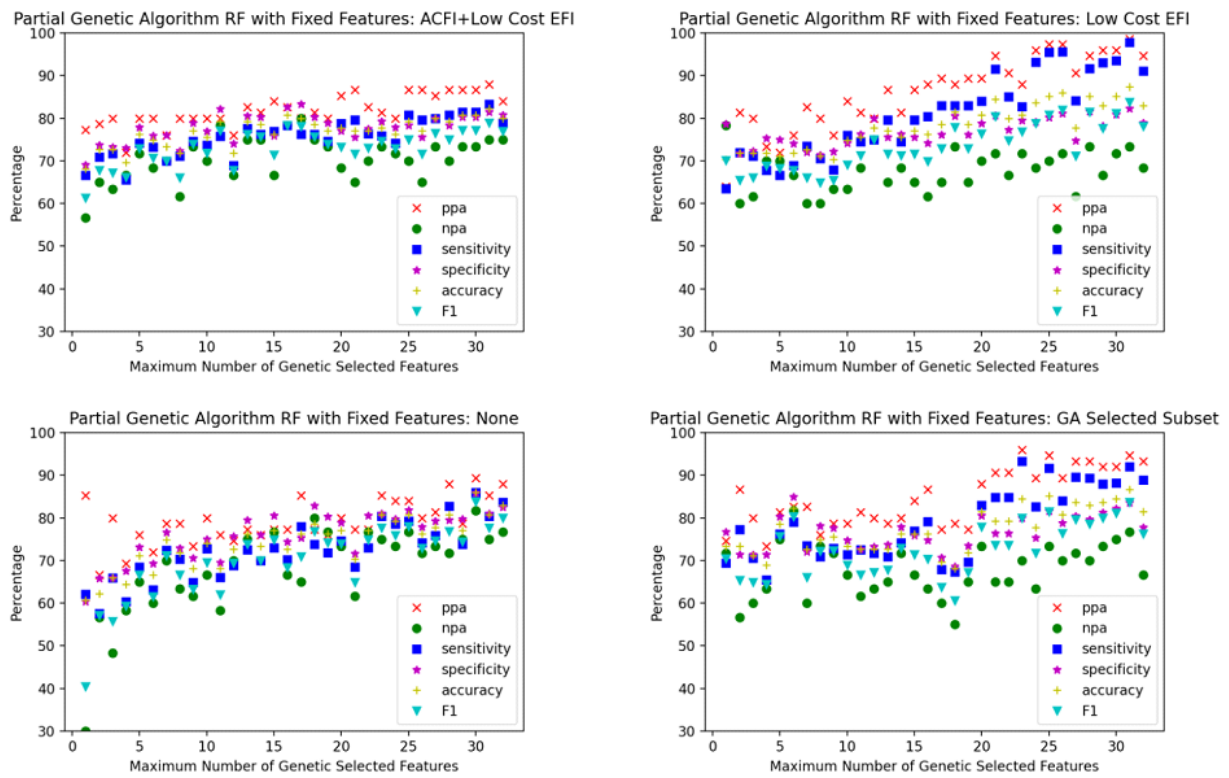 Partial Genetic Algorithm RF with Fixed Features: ACFI+Low Cost EFI
100
90
80
70
60
50
40
30
Percentage
ppa
npa
sensitivity
specificity
accuracy
F1
0 5 10 15 20 25 30
Maximum Number of Genetic Selected Features
Partial Genetic Algorithm RF with Fixed Features: Low Cost EFI
100
90
80
70
60
50
40
30
Percentage
ppa
npa
sensitivity
specificity
accuracy
F1
0 5 10 15 20 25 30
Maximum Number of Genetic Selected Features
Partial Genetic Algorithm RF with Fixed Features: None
100
90
80
70
60
50
40
30
Percentage
ppa
npa
sensitivity
specificity
accuracy
F1
0 5 10 15 20 25 30
Maximum Number of Genetic Selected Features
Partial Genetic Algorithm RF with Fixed Features: GA Selected Subset
100
90
80
70
60
50
40
30
Percentage
ppa
npa
sensitivity
specificity
accuracy
F1
0 5 10 15 20 25 30
Maximum Number of Genetic Selected Features